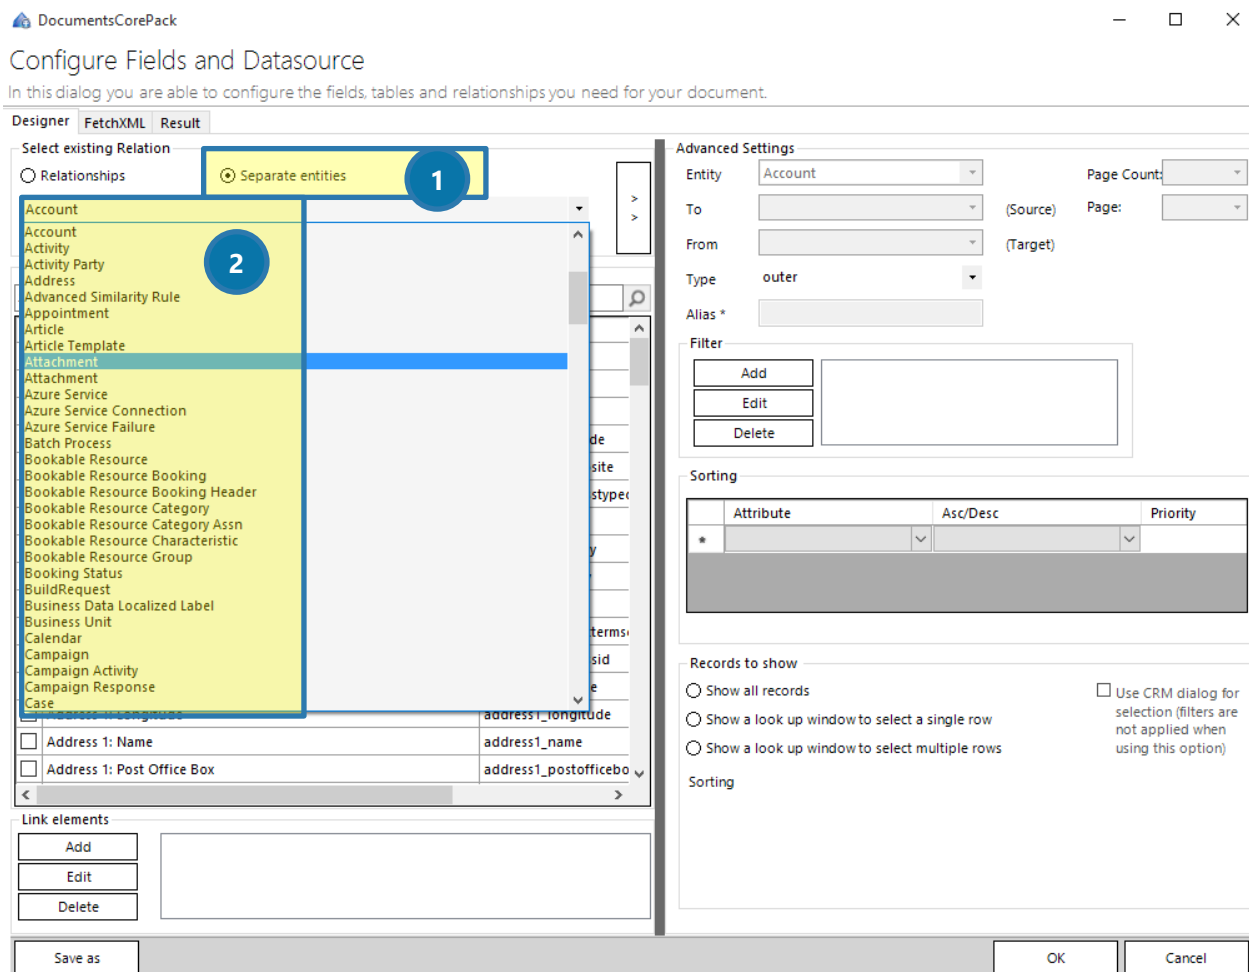 DocumentsCorePack
Configure Fields and Datasource
In this dialog you are able to configure the fields, tables and relationships you need for your document.
Designer FetchXML Result
Select existing Relation
Relationships
Separate entities
1
>
>
Account
Account
Activity
Activity Party
Address
Advanced Similarity Rule
Appointment
Article
Article Template
Attachment
Attachment
Azure Service
Azure Service Connection
Azure Service Failure
Batch Process
Bookable Resource
Bookable Resource Booking
Bookable Resource Booking Header
Bookable Resource Category
Bookable Resource Category Assn
Bookable Resource Characteristic
Bookable Resource Group
Booking Status
BuildRequest
Business Data Localized Label
Business Unit
Calendar
Campaign
Campaign Activity
Campaign Response
Case
2
de
site
stypec
y
terms
sid
e
address1_longitude
Address 1: Name address1_name
Address 1: Post Office Box address1_postofficebo
Link elements
Add
Edit
Delete
Save as
Advanced Settings
Entity Account Page Count:
To (Source) Page:
From (Target)
Type outer
Alias *
Filter
Add
Edit
Delete
Sorting
Attribute Asc/Desc Priority
*
Records to show
Show all records
Show a look up window to select a single row
Show a look up window to select multiple rows
Use CRM dialog for
selection (filters are
not applied when
using this option)
Sorting
OK Cancel